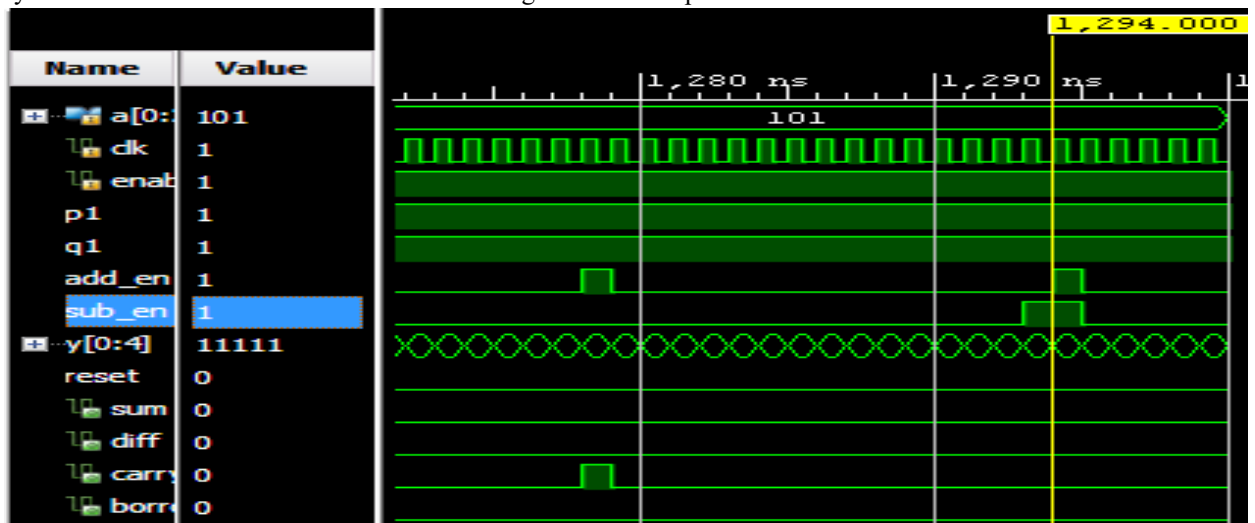 1,294.000
Name Value
1,280 ns 1,290 ns
a[0: 101 101
clk 1
enab 1
p1 1
q1 1
add_en 1
sub_en 1
y[0:4] 11111
reset 0
sum 0
diff 0
carry 0
borr 0